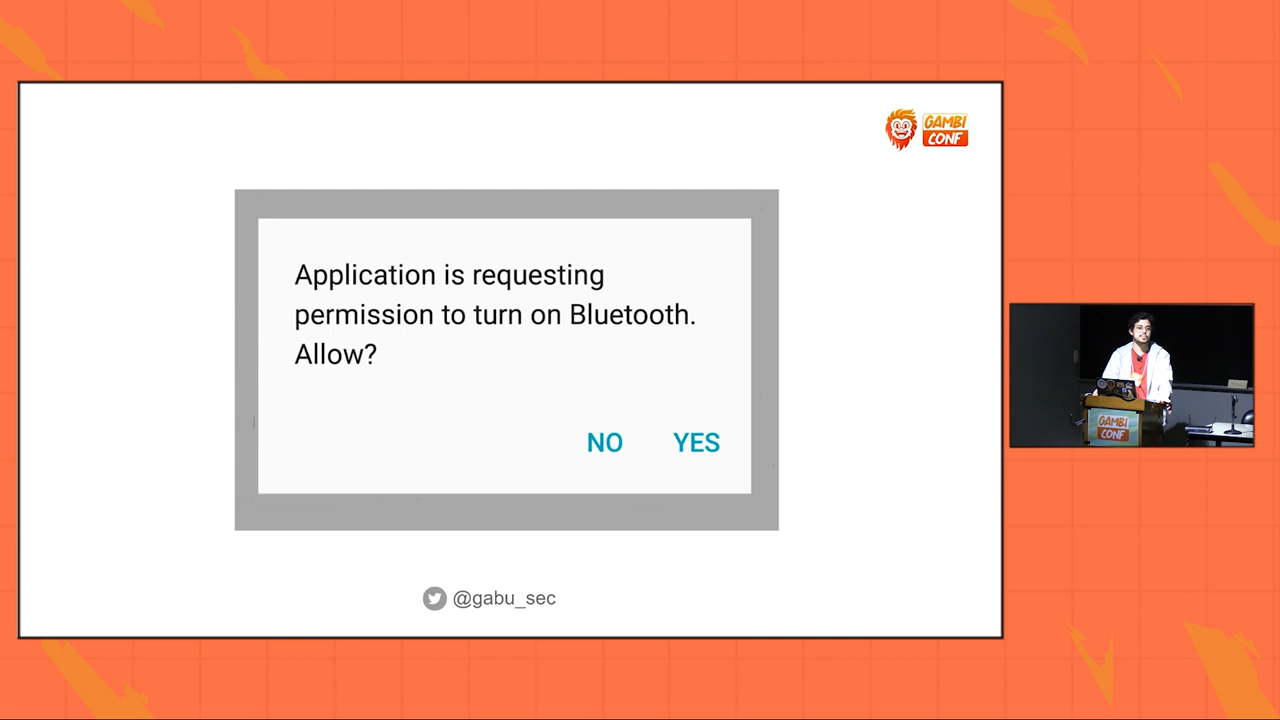 GAMBI
CONF
Application is requesting
permission to turn on Bluetooth.
Allow?
NO YES
@gabu_sec
GAMBI
CONF